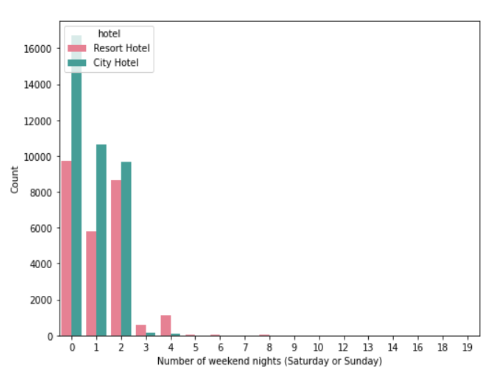 hotel
Resort Hotel
City Hotel
16000
14000
12000
10000
8000
6000
4000
2000
0
Count
0 1 2 3 4 5 6 7 8 9 10 12 13 14 16 18 19
Number of weekend nights (Saturday or Sunday)